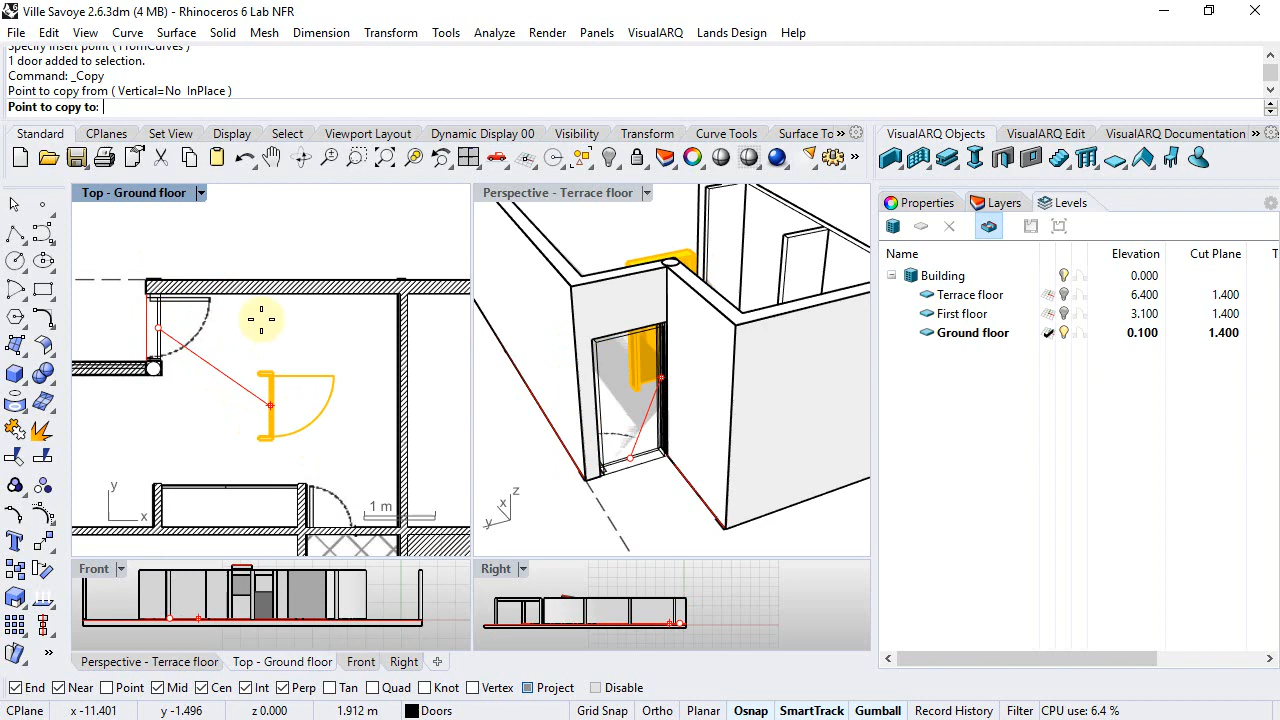 Ville Savoye 2.6.3dm (4 MB) - Rhinoceros 6 Lab NFR
File Edit View Curve Surface Solid Mesh Dimension Transform Tools Analyze Render Panels VisualARQ Lands Design Help
Specify insert point ( FromCurves )
1 door added to selection.
Command: _Copy
Point to copy from ( Vertical=No InPlace )
Point to copy to:
Standard CPlanes Set View Display Select Viewport Layout Dynamic Display 00 Visibility Transform Curve Tools Surface To »
VisualARQ Objects VisualARQ Edit VisualARQ Documentation »
Top - Ground floor
Perspective - Terrace floor
Properties Layers Levels
Name Elevation Cut Plane T
Building 0.000
Terrace floor 6.400 1.400
First floor 3.100 1.400
Ground floor 0.100 1.400
y
x
1 m
z
x
y
Front
Right
Perspective - Terrace floor Top - Ground floor Front Right
End Near Point Mid Cen Int Perp Tan Quad Knot Vertex Project Disable
CPlane x -11.401 y -1.496 z 0.000 1.912 m Doors Grid Snap Ortho Planar Osnap SmartTrack Gumball Record History Filter CPU use: 6.4 %